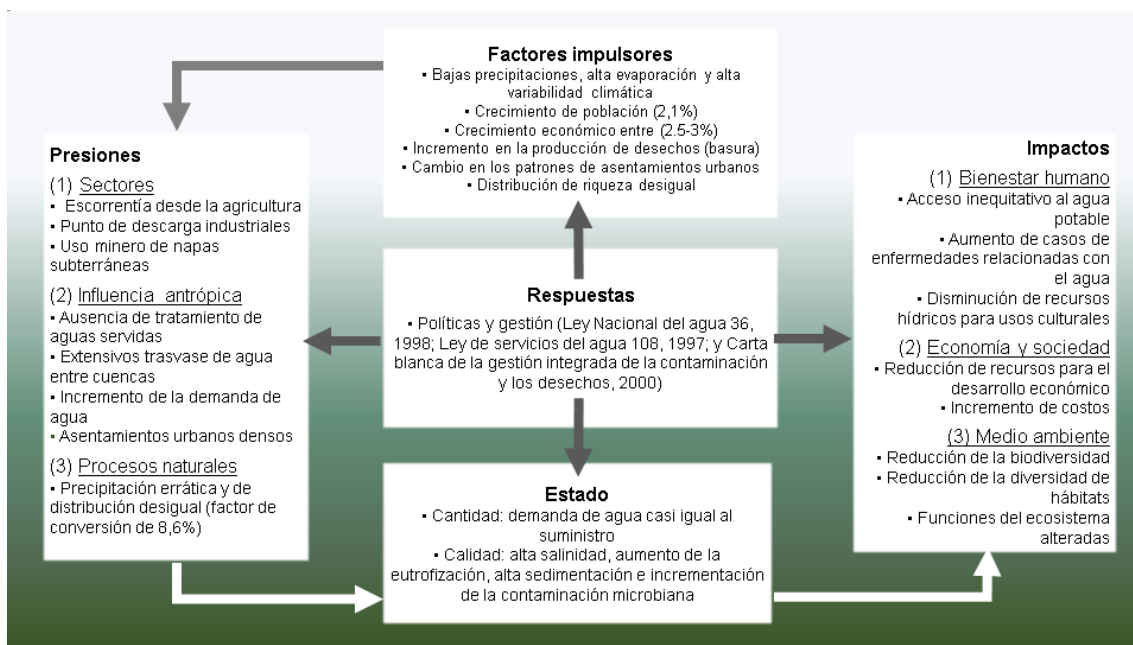 Factores impulsores
▪ Bajas precipitaciones, alta evaporación y alta
variabilidad climática
▪ Crecimiento de población (2,1%)
▪ Crecimiento económico entre (2.5-3%)
▪ Incremento en la producción de desechos (basura)
▪ Cambio en los patrones de asentamientos urbanos
▪ Distribución de riqueza desigual
Presiones
(1) Sectores
▪ Escorrentía desde la agricultura
▪ Punto de descarga industriales
▪ Uso minero de napas
subterráneas
(2) Influencia antrópica
▪ Ausencia de tratamiento de
aguas servidas
▪ Extensivos trasvase de agua
entre cuencas
▪ Incremento de la demanda de
agua
▪ Asentamientos urbanos densos
(3) Procesos naturales
▪ Precipitación errática y de
distribución desigual (factor de
conversión de 8,6%)
Respuestas
▪ Políticas y gestión (Ley Nacional del agua 36,
1998; Ley de servicios del agua 108, 1997; y Carta
blanca de la gestión integrada de la contaminación
y los desechos, 2000)
Estado
▪ Cantidad: demanda de agua casi igual al
suministro
▪ Calidad: alta salinidad, aumento de la
eutrofización, alta sedimentación e incrementación
de la contaminación microbiana
Impactos
(1) Bienestar humano
▪ Acceso inequitativo al agua
potable
▪ Aumento de casos de
enfermedades relacionadas con
el agua
▪ Disminución de recursos
hídricos para usos culturales
(2) Economía y sociedad
▪ Reducción de recursos para el
desarrollo económico
▪ Incremento de costos
(3) Medio ambiente
▪ Reducción de la biodiversidad
▪ Reducción de la diversidad de
hábitats
▪ Funciones del ecosistema
alteradas